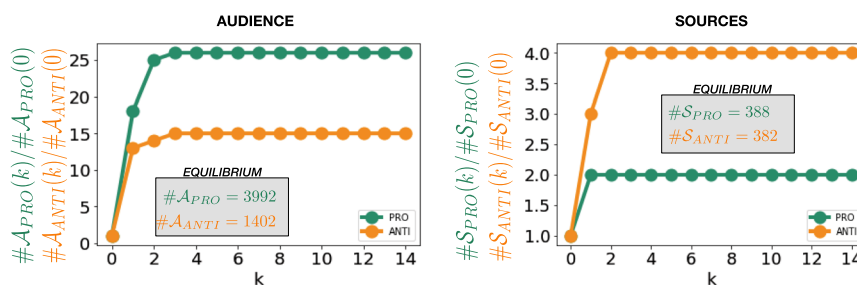 AUDIENCE
#𝒜_PRO(k)/#𝒜_PRO(0)
#𝒜_ANTI(k)/#𝒜_ANTI(0)
25
20
15
10
5
0
EQUILIBRIUM
#𝒜_PRO = 3992
#𝒜_ANTI = 1402
PRO
ANTI
0 2 4 6 8 10 12 14
k
SOURCES
#𝒮_PRO(k)/#𝒮_PRO(0)
#𝒮_ANTI(k)/#𝒮_ANTI(0)
4.0
3.5
3.0
2.5
2.0
1.5
1.0
EQUILIBRIUM
#𝒮_PRO = 388
#𝒮_ANTI = 382
PRO
ANTI
0 2 4 6 8 10 12 14
k